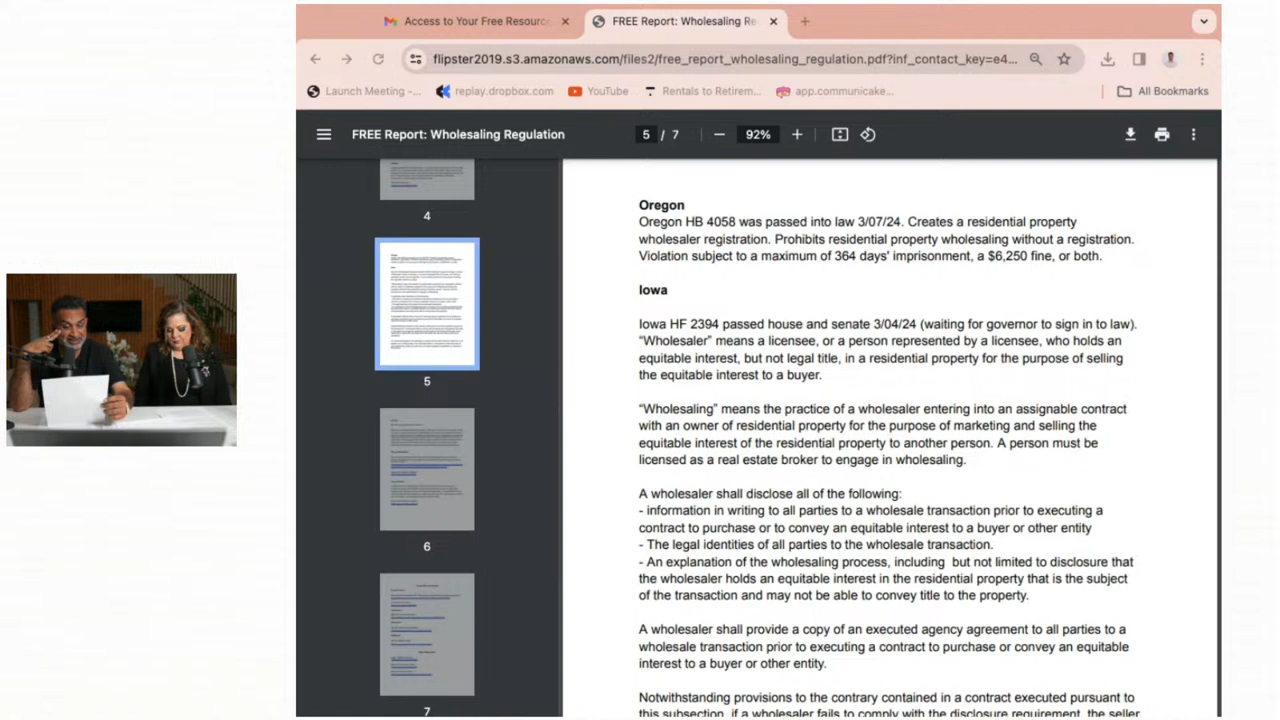 Access to Your Free Resourc
FREE Report: Wholesaling Re
flipster2019.s3.amazonaws.com/files2/free_report_wholesaling_regulation.pdf?inf_contact_key=e4...
Launch Meeting -...
replay.dropbox.com
YouTube
Rentals to Retirem...
app.communicake...
All Bookmarks
FREE Report: Wholesaling Regulation
5 / 7
92%
4
5
6
7
Oregon
Oregon HB 4058 was passed into law 3/07/24. Creates a residential property
wholesaler registration. Prohibits residential property wholesaling without a registration.
Violation subject to a maximum of 364 days' imprisonment, a $6,250 fine, or both.
Iowa
Iowa HF 2394 passed house and senate 3/04/24 (waiting for governor to sign in to law).
“Wholesaler” means a licensee, or a person represented by a licensee, who holds an
equitable interest, but not legal title, in a residential property for the purpose of selling
the equitable interest to a buyer.
“Wholesaling” means the practice of a wholesaler entering into an assignable contract
with an owner of residential property for the purpose of marketing and selling the
equitable interest of the residential property to another person. A person must be
licensed as a real estate broker to engage in wholesaling.
A wholesaler shall disclose all of the following:
- information in writing to all parties to a wholesale transaction prior to executing a
contract to purchase or to convey an equitable interest to a buyer or other entity
- The legal identities of all parties to the wholesale transaction.
- An explanation of the wholesaling process, including but not limited to disclosure that
the wholesaler holds an equitable interest in the residential property that is the subject
of the transaction and may not be able to convey title to the property.
A wholesaler shall provide a copy of an executed agency agreement to all parties to a
wholesale transaction prior to executing a contract to purchase or convey an equitable
interest to a buyer or other entity.
Notwithstanding provisions to the contrary contained in a contract executed pursuant to
this subsection, if a wholesaler fails to comply with the disclosure requirement, the seller